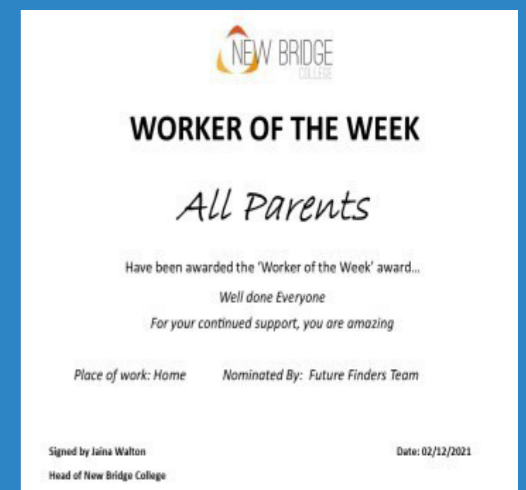 NEW BRIDGE
COLLEGE
WORKER OF THE WEEK
All Parents
Have been awarded the 'Worker of the Week' award...
Well done Everyone
For your continued support, you are amazing
Place of work: Home Nominated By: Future Finders Team
Signed by Jaina Walton Date: 02/12/2021
Head of New Bridge College